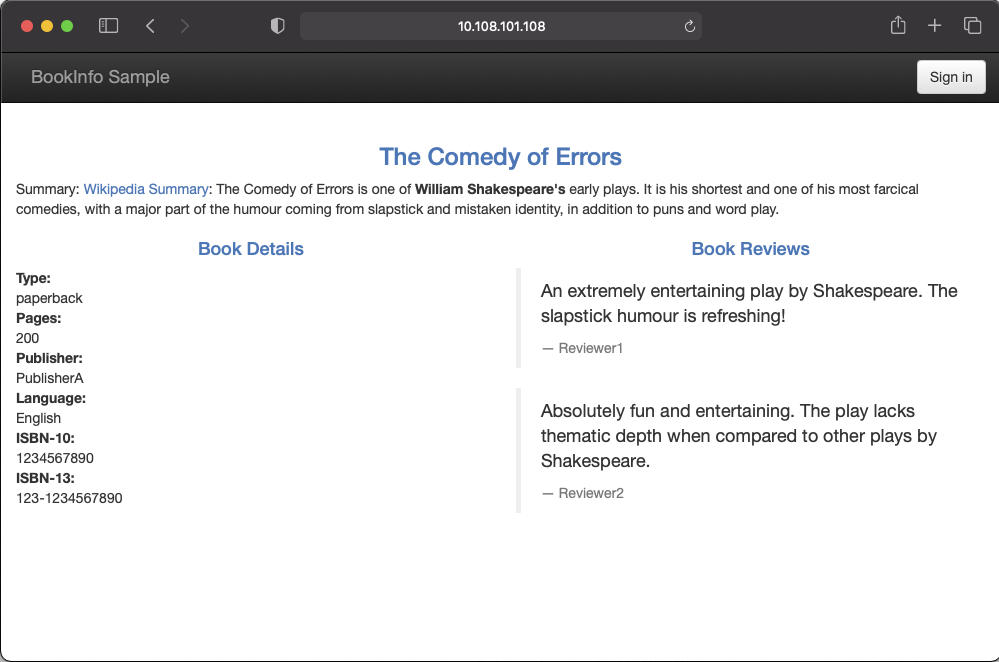 10.108.101.108
BookInfo Sample
Sign in
The Comedy of Errors
Summary: Wikipedia Summary: The Comedy of Errors is one of William Shakespeare's early plays. It is his shortest and one of his most farcical
comedies, with a major part of the humour coming from slapstick and mistaken identity, in addition to puns and word play.
Book Details
Type:
paperback
Pages:
200
Publisher:
PublisherA
Language:
English
ISBN-10:
1234567890
ISBN-13:
123-1234567890
Book Reviews
An extremely entertaining play by Shakespeare. The
slapstick humour is refreshing!
— Reviewer1
Absolutely fun and entertaining. The play lacks
thematic depth when compared to other plays by
Shakespeare.
— Reviewer2